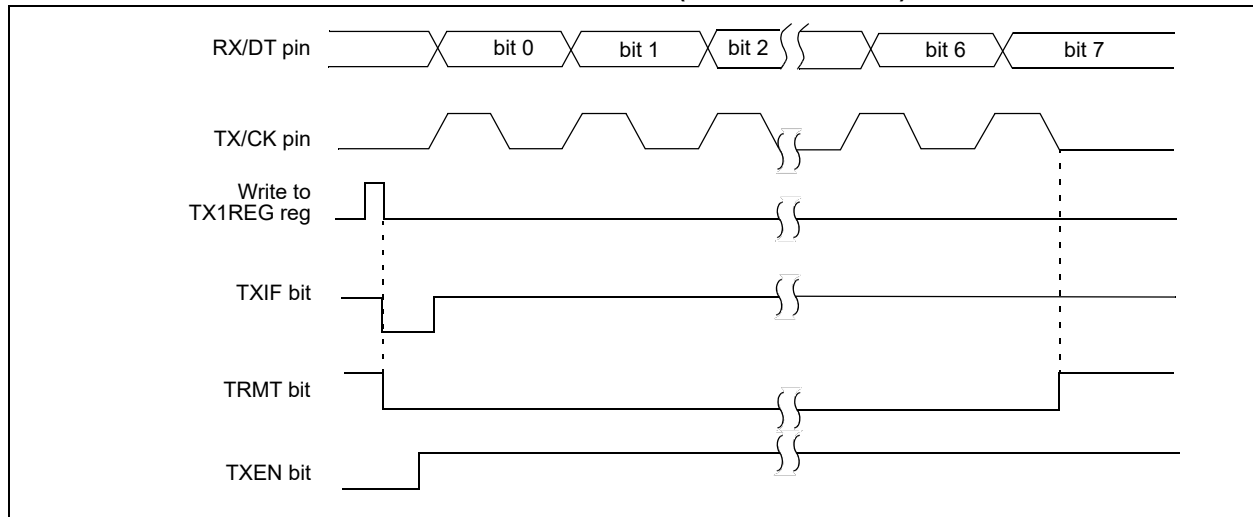 RX/DT pin
bit 0
bit 1
bit 2
bit 6
bit 7
TX/CK pin
Write to
TX1REG reg
TXIF bit
TRMT bit
TXEN bit